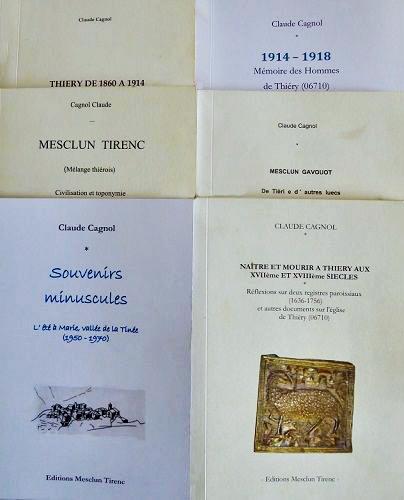 Claude Cagnol
THIERY DE 1860 A 1914
Claude Cagnol
*
1914 – 1918
Mémoire des Hommes
de Thiéry (06710)
Cagnol Claude
—
MESCLUN TIRENC
(Mélange thiérois)
Civilisation et toponymie
Claude Cagnol
*
MESCLUN GAVOUOT
De Tiéri e d' autres luecs
Claude Cagnol
*
Souvenirs
minuscules
L'été à Marie, vallée de la Tinée
(1950 - 1970)
Editions Mesclun Tirenc
CLAUDE CAGNOL
*
NAÎTRE ET MOURIR A THIERY AUX
XVIIème ET XVIIIème SIECLES
*
Réflexions sur deux registres paroissiaux
(1636-1756)
et autres documents sur l'église
de Thiéry (06710)
- Editions Mesclun Tirenc -